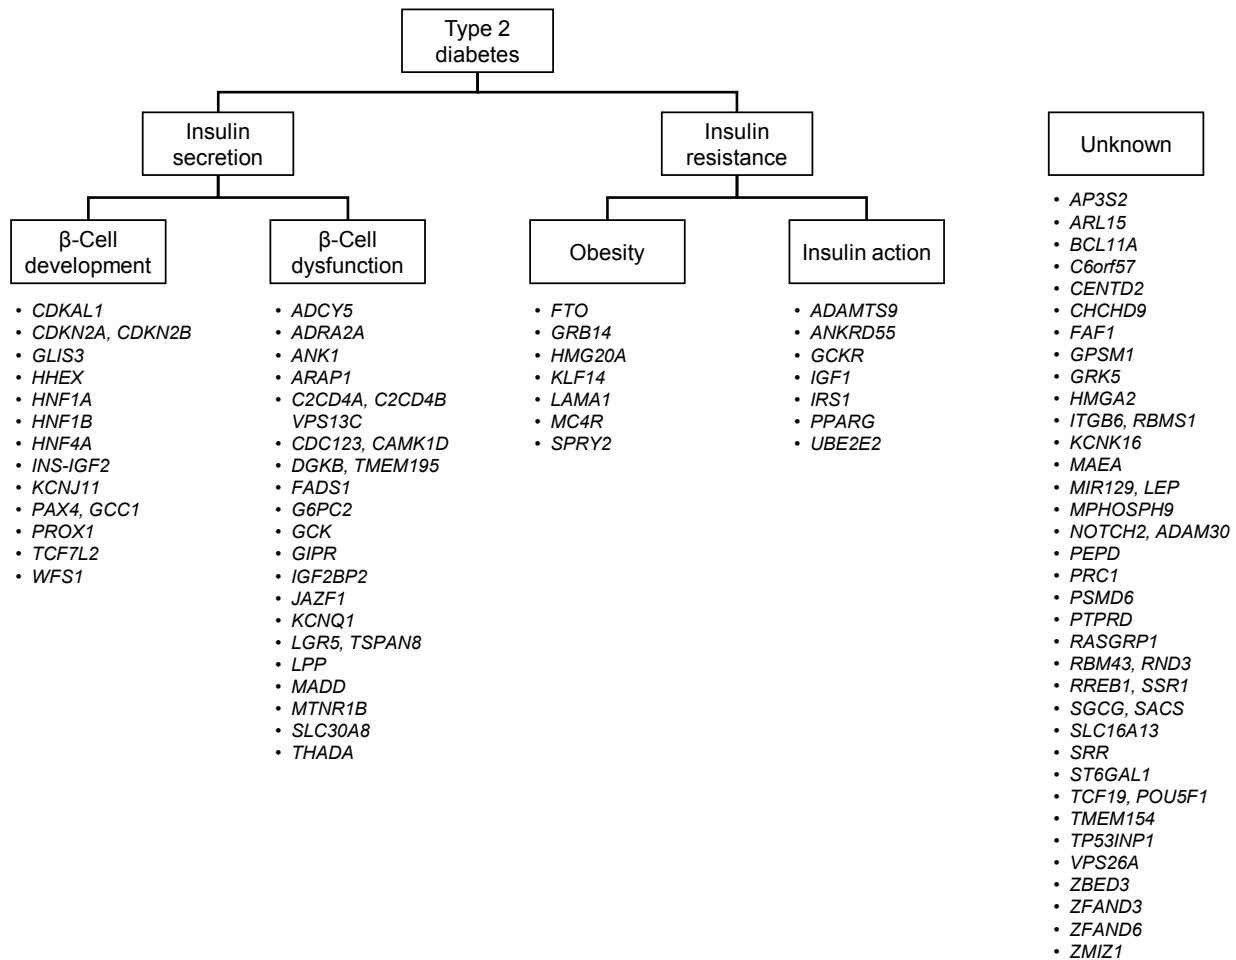 Type 2
diabetes
Insulin
secretion
Insulin
resistance
Unknown
β-Cell
development
β-Cell
dysfunction
Obesity
Insulin action
• CDKAL1
• CDKN2A, CDKN2B
• GLIS3
• HHEX
• HNF1A
• HNF1B
• HNF4A
• INS-IGF2
• KCNJ11
• PAX4, GCC1
• PROX1
• TCF7L2
• WFS1
• ADCY5
• ADRA2A
• ANK1
• ARAP1
• C2CD4A, C2CD4B
VPS13C
• CDC123, CAMK1D
• DGKB, TMEM195
• FADS1
• G6PC2
• GCK
• GIPR
• IGF2BP2
• JAZF1
• KCNQ1
• LGR5, TSPAN8
• LPP
• MADD
• MTNR1B
• SLC30A8
• THADA
• FTO
• GRB14
• HMG20A
• KLF14
• LAMA1
• MC4R
• SPRY2
• ADAMTS9
• ANKRD55
• GCKR
• IGF1
• IRS1
• PPARG
• UBE2E2
• AP3S2
• ARL15
• BCL11A
• C6orf57
• CENTD2
• CHCHD9
• FAF1
• GPSM1
• GRK5
• HMGA2
• ITGB6, RBMS1
• KCNK16
• MAEA
• MIR129, LEP
• MPHOSPH9
• NOTCH2, ADAM30
• PEPD
• PRC1
• PSMD6
• PTPRD
• RASGRP1
• RBM43, RND3
• RREB1, SSR1
• SGCG, SACS
• SLC16A13
• SRR
• ST6GAL1
• TCF19, POU5F1
• TMEM154
• TP53INP1
• VPS26A
• ZBED3
• ZFAND3
• ZFAND6
• ZMIZ1